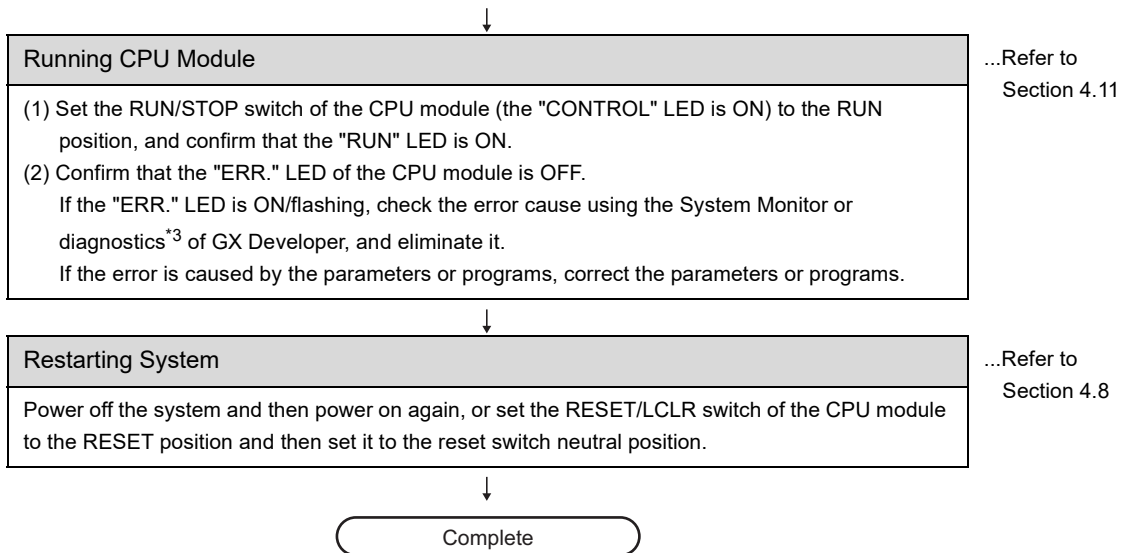 Running CPU Module
...Refer to
Section 4.11
(1) Set the RUN/STOP switch of the CPU module (the "CONTROL" LED is ON) to the RUN
position, and confirm that the "RUN" LED is ON.
(2) Confirm that the "ERR." LED of the CPU module is OFF.
If the "ERR." LED is ON/flashing, check the error cause using the System Monitor or
diagnostics*3 of GX Developer, and eliminate it.
If the error is caused by the parameters or programs, correct the parameters or programs.
Restarting System
...Refer to
Section 4.8
Power off the system and then power on again, or set the RESET/LCLR switch of the CPU module
to the RESET position and then set it to the reset switch neutral position.
Complete